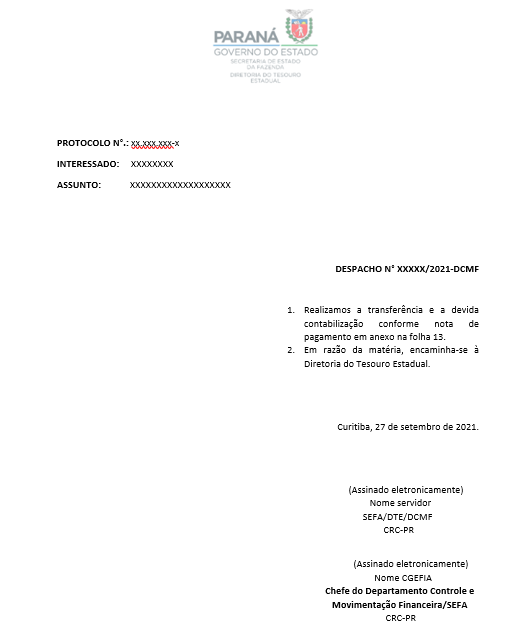 PARANÁ
GOVERNO DO ESTADO
SECRETARIA DE ESTADO
DA FAZENDA
DIRETORIA DO TESOURO
ESTADUAL
PROTOCOLO N°.: xx.xxx.xxx-x
INTERESSADO: XXXXXXXX
ASSUNTO: XXXXXXXXXXXXXXXXXXX
DESPACHO N° XXXXX/2021-DCMF
1. Realizamos a transferência e a devida
contabilização conforme nota de
pagamento em anexo na folha 13.
2. Em razão da matéria, encaminha-se à
Diretoria do Tesouro Estadual.
Curitiba, 27 de setembro de 2021.
(Assinado eletronicamente)
Nome servidor
SEFA/DTE/DCMF
CRC-PR
(Assinado eletronicamente)
Nome CGEFIA
Chefe do Departamento Controle e
Movimentação Financeira/SEFA
CRC-PR